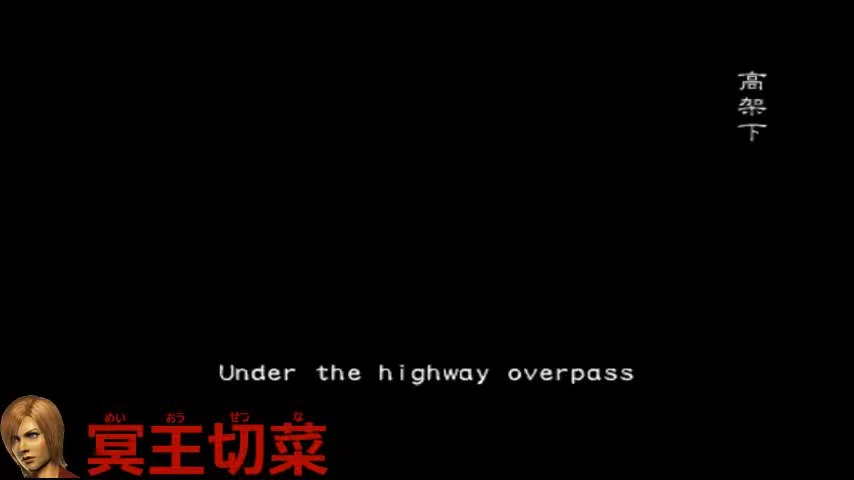 高架下
Under the highway overpass
めい おう せつ な
冥王切菜